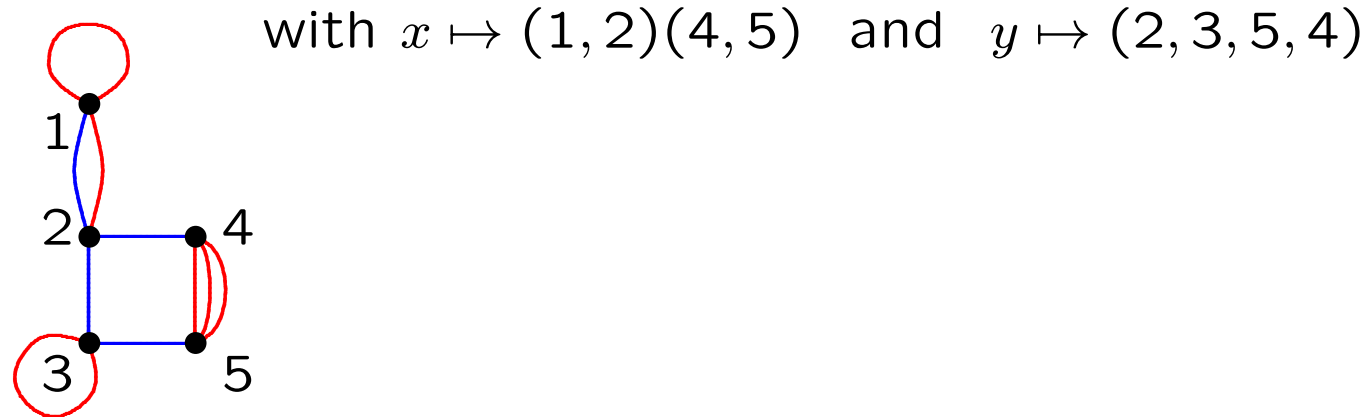 with x ↦ (1, 2)(4, 5) and y ↦ (2, 3, 5, 4)
1
2 4
3 5